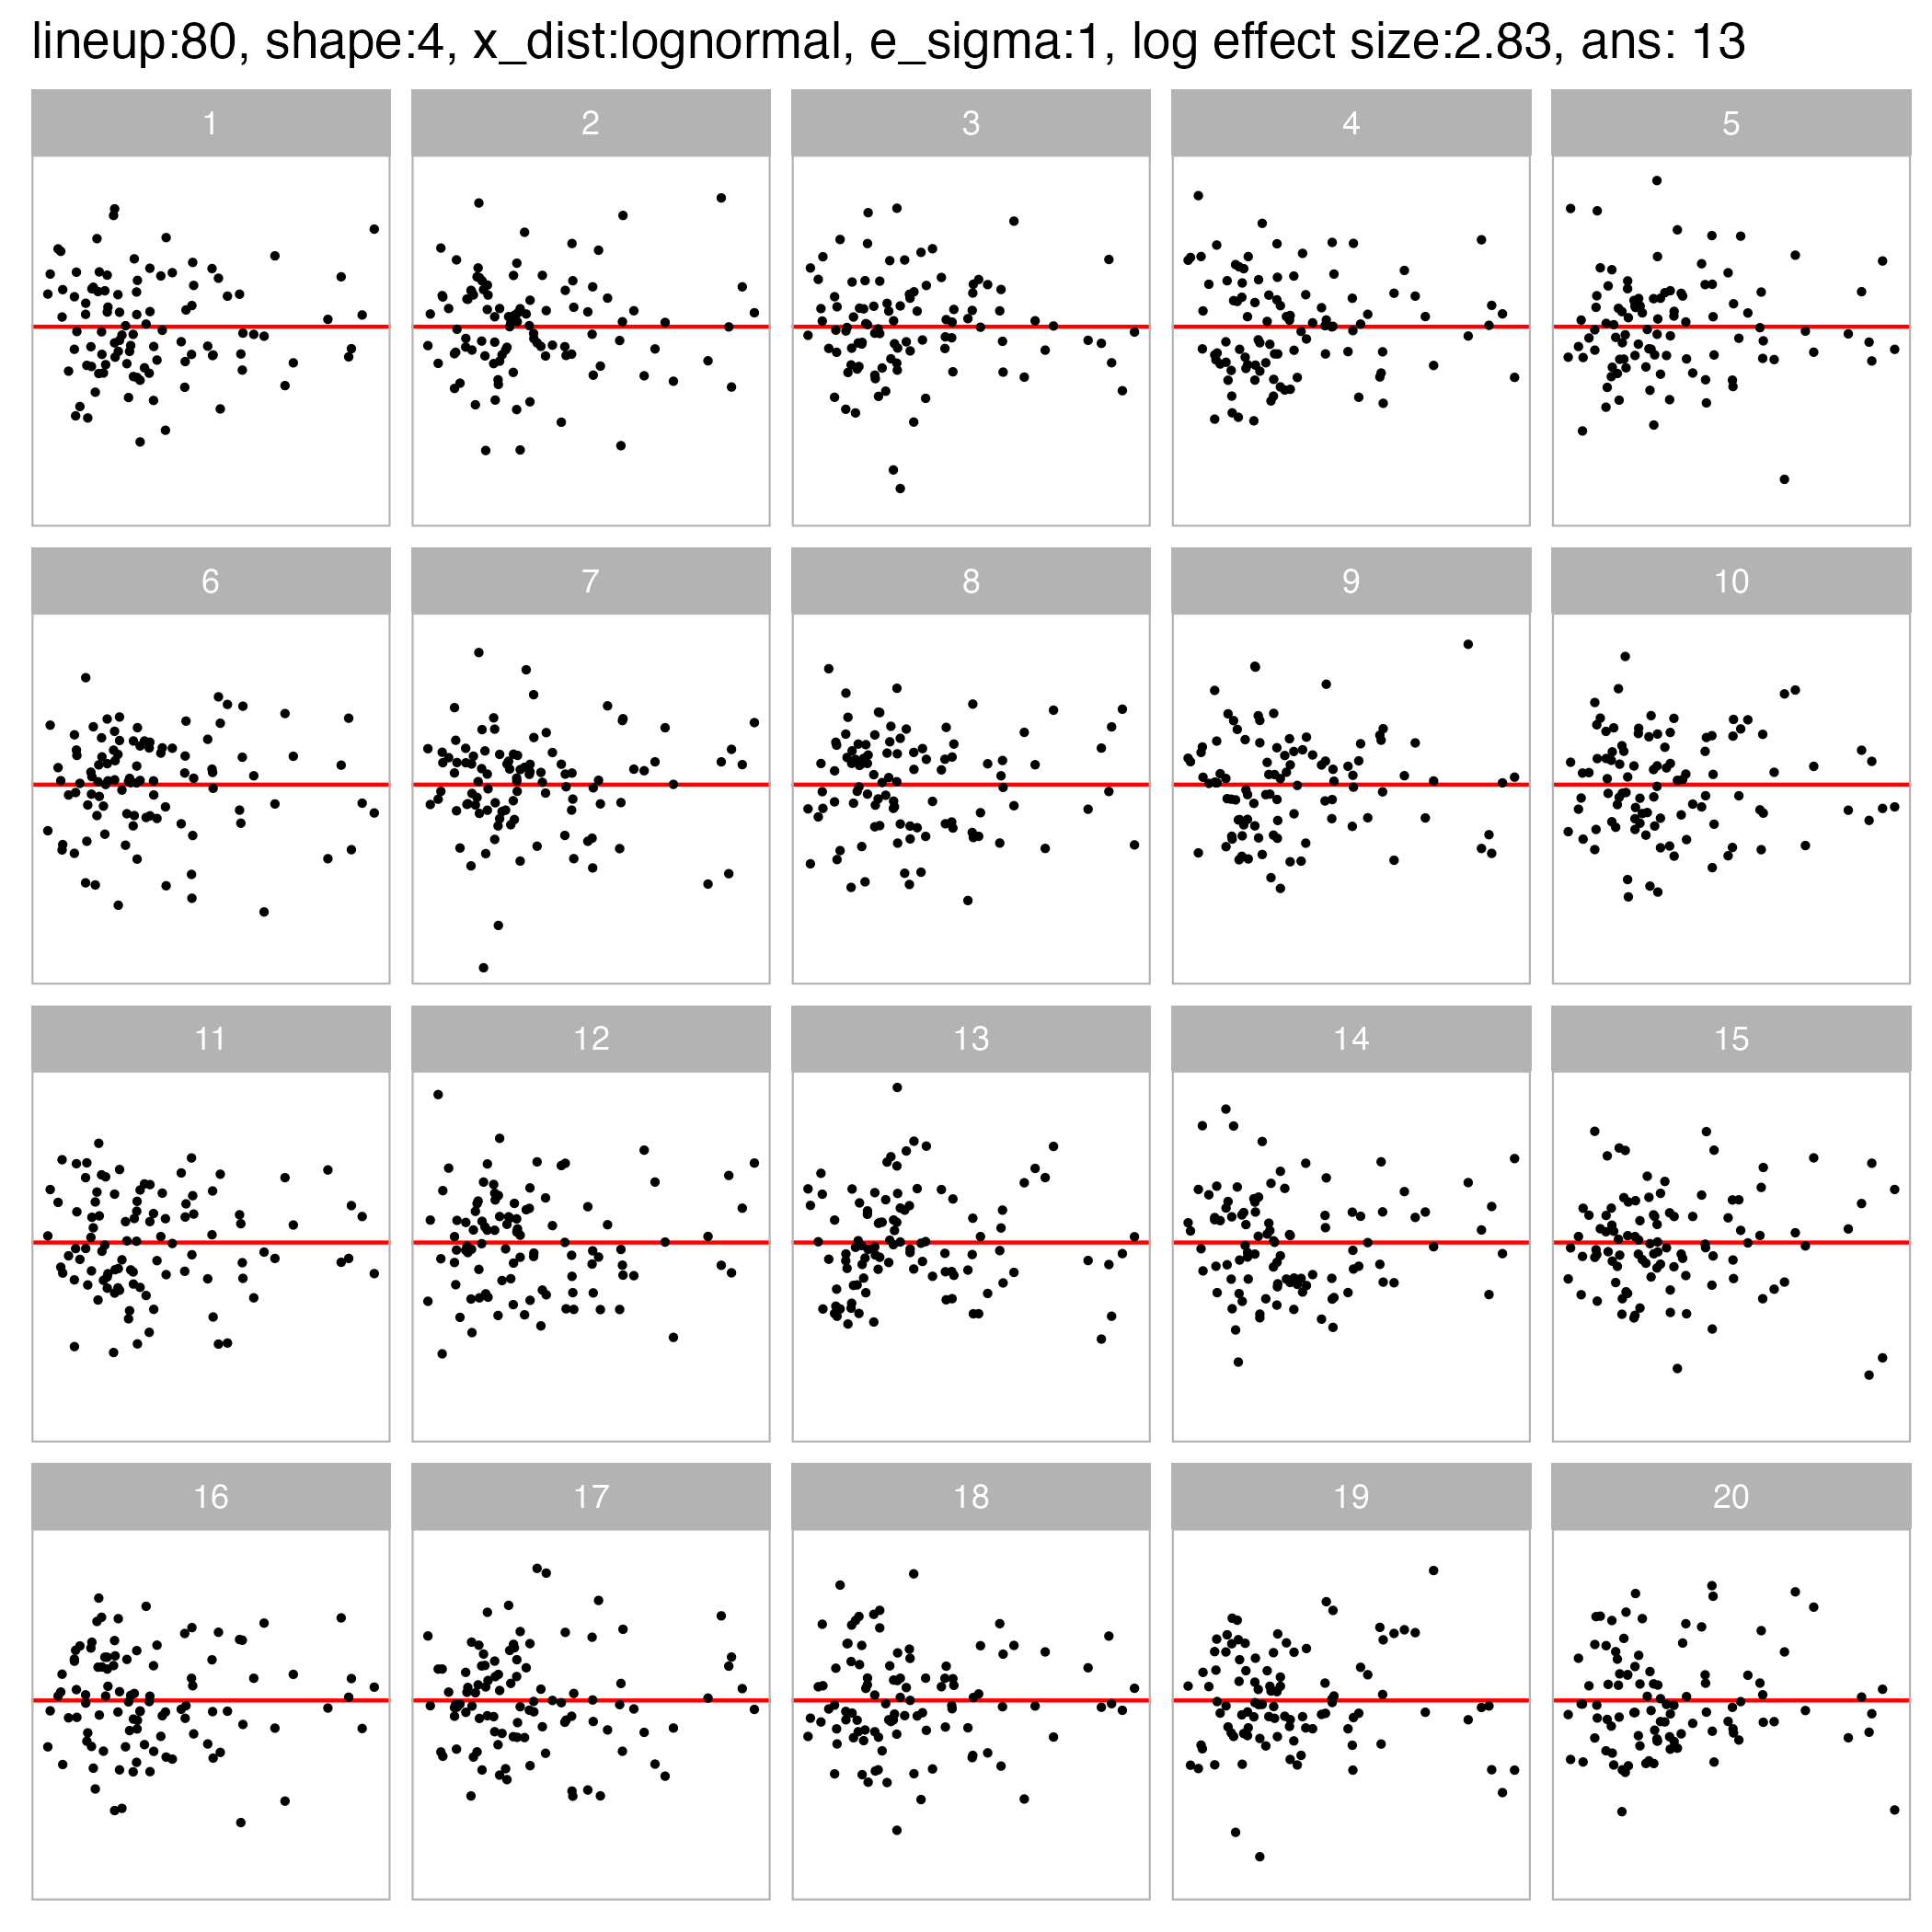 lineup:80, shape:4, x_dist:lognormal, e_sigma:1, log effect size:2.83, ans: 13
1 2 3 4 5
6 7 8 9 10
11 12 13 14 15
16 17 18 19 20